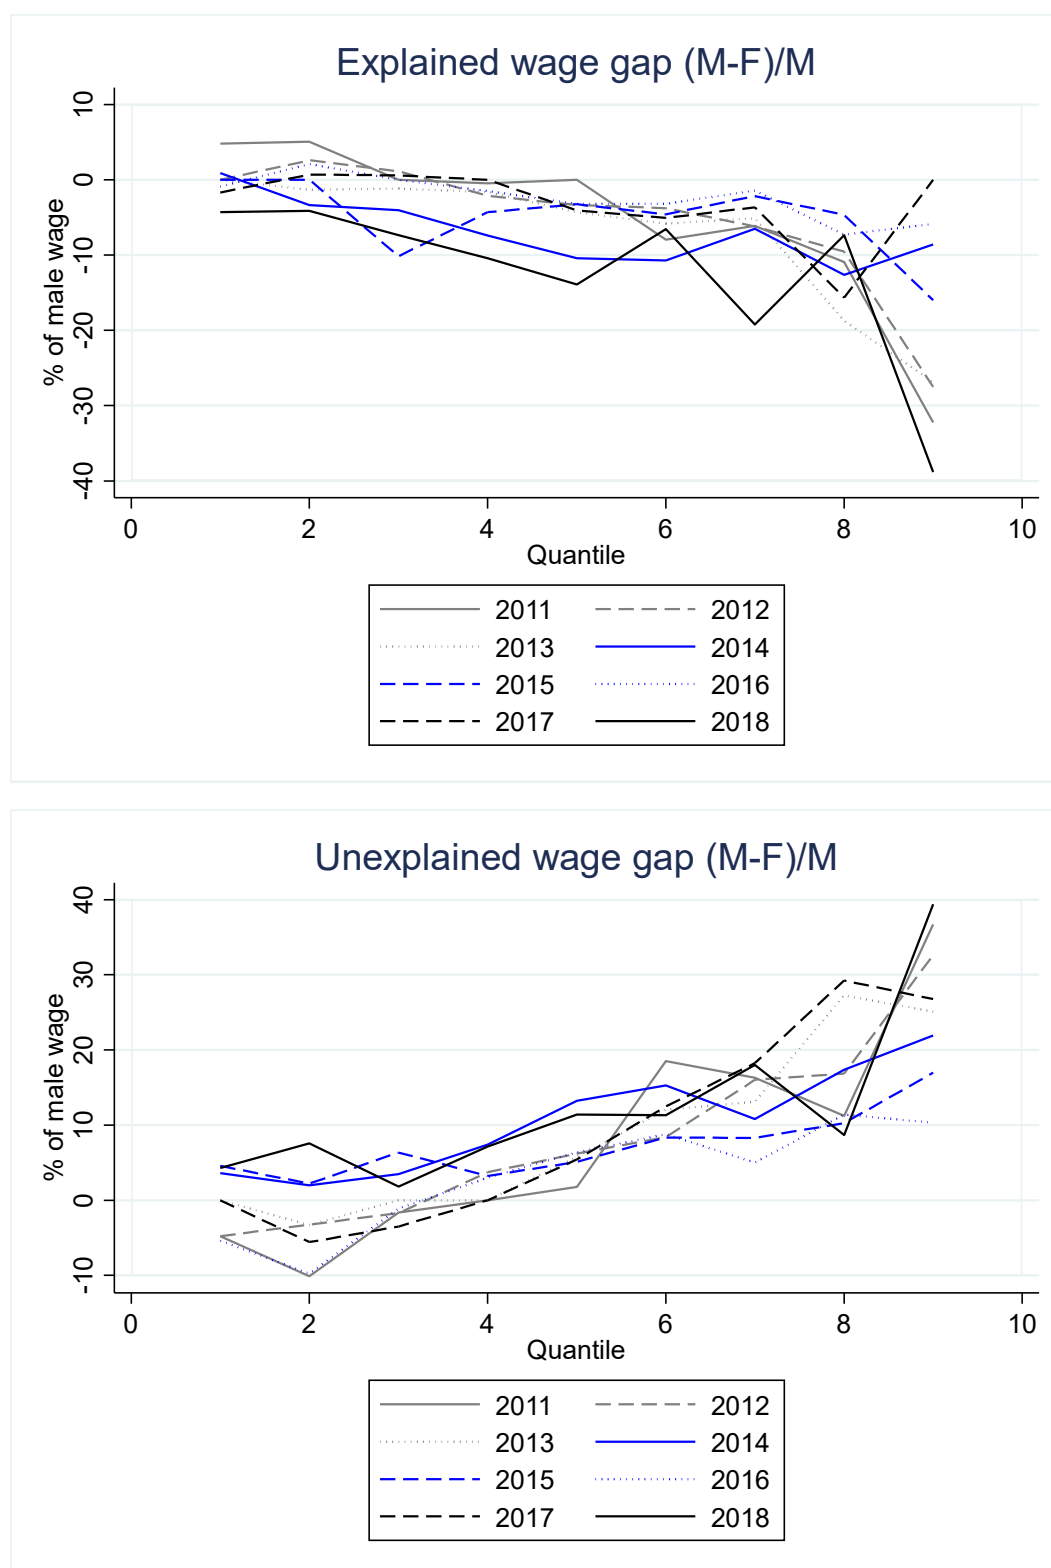 Explained wage gap (M-F)/M
% of male wage
10
0
-10
-20
-30
-40
0 2 4 6 8 10
Quantile
2011 2012
2013 2014
2015 2016
2017 2018
Unexplained wage gap (M-F)/M
% of male wage
40
30
20
10
0
-10
0 2 4 6 8 10
Quantile
2011 2012
2013 2014
2015 2016
2017 2018